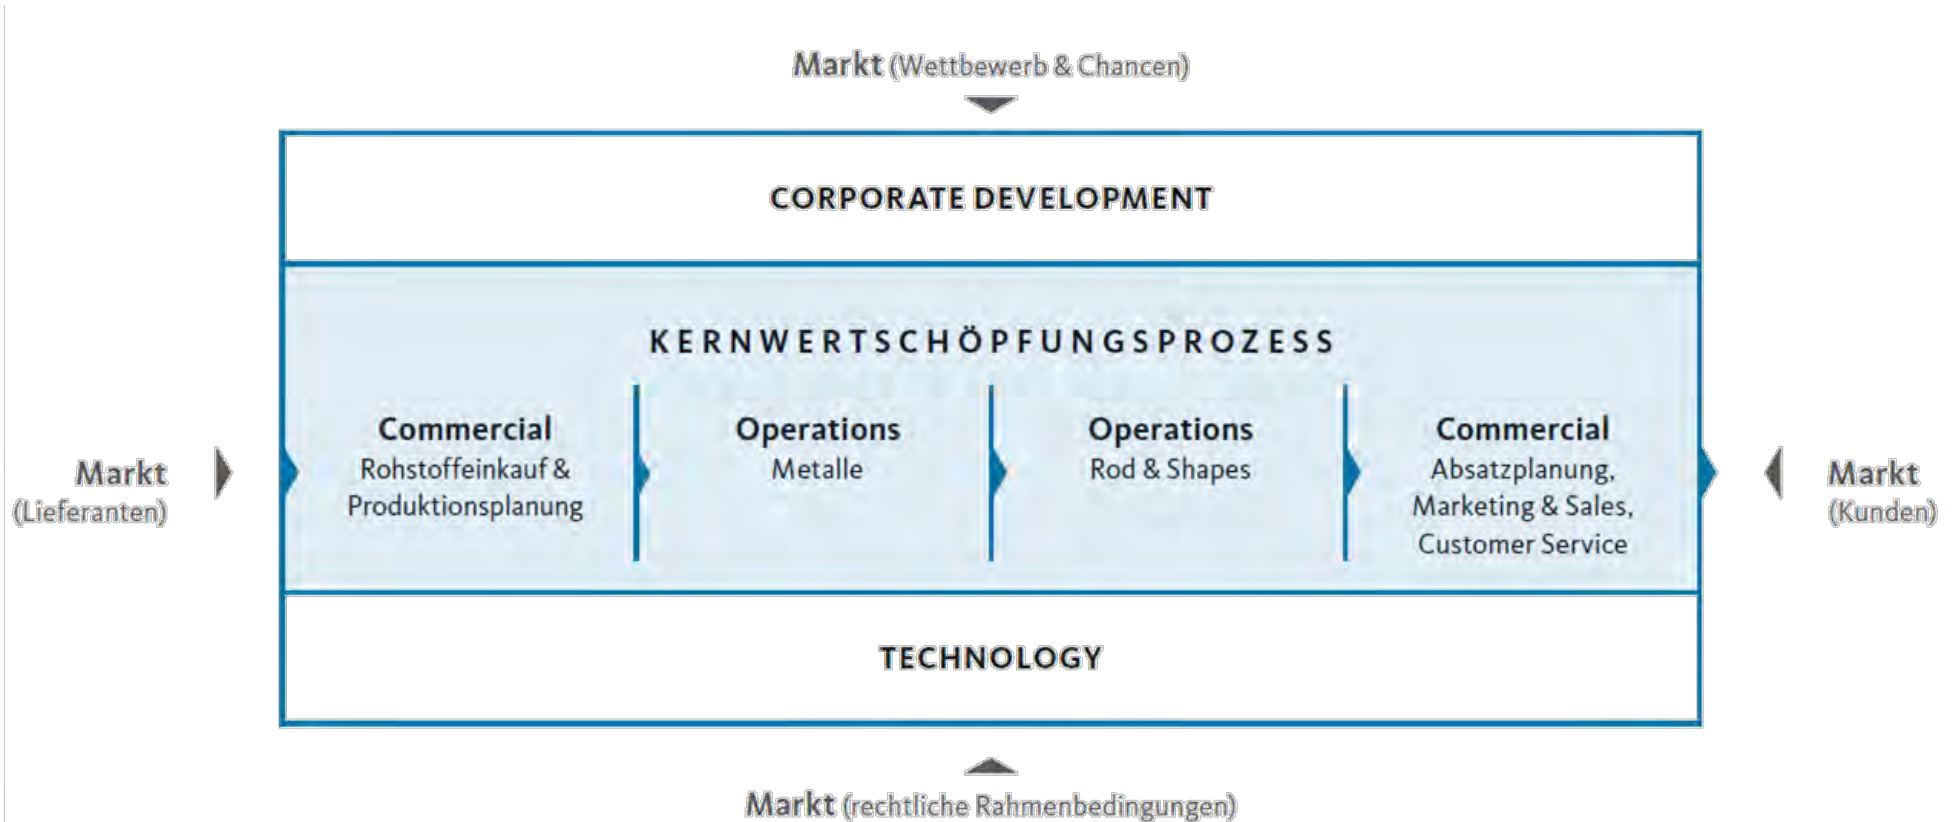 Markt (Wettbewerb & Chancen)
CORPORATE DEVELOPMENT
KERNWERTSCHÖPFUNGSPROZESS
Markt
(Lieferanten)
Commercial
Rohstoffeinkauf &
Produktionsplanung
Operations
Metalle
Operations
Rod & Shapes
Commercial
Absatzplanung,
Marketing & Sales,
Customer Service
Markt
(Kunden)
TECHNOLOGY
Markt (rechtliche Rahmenbedingungen)